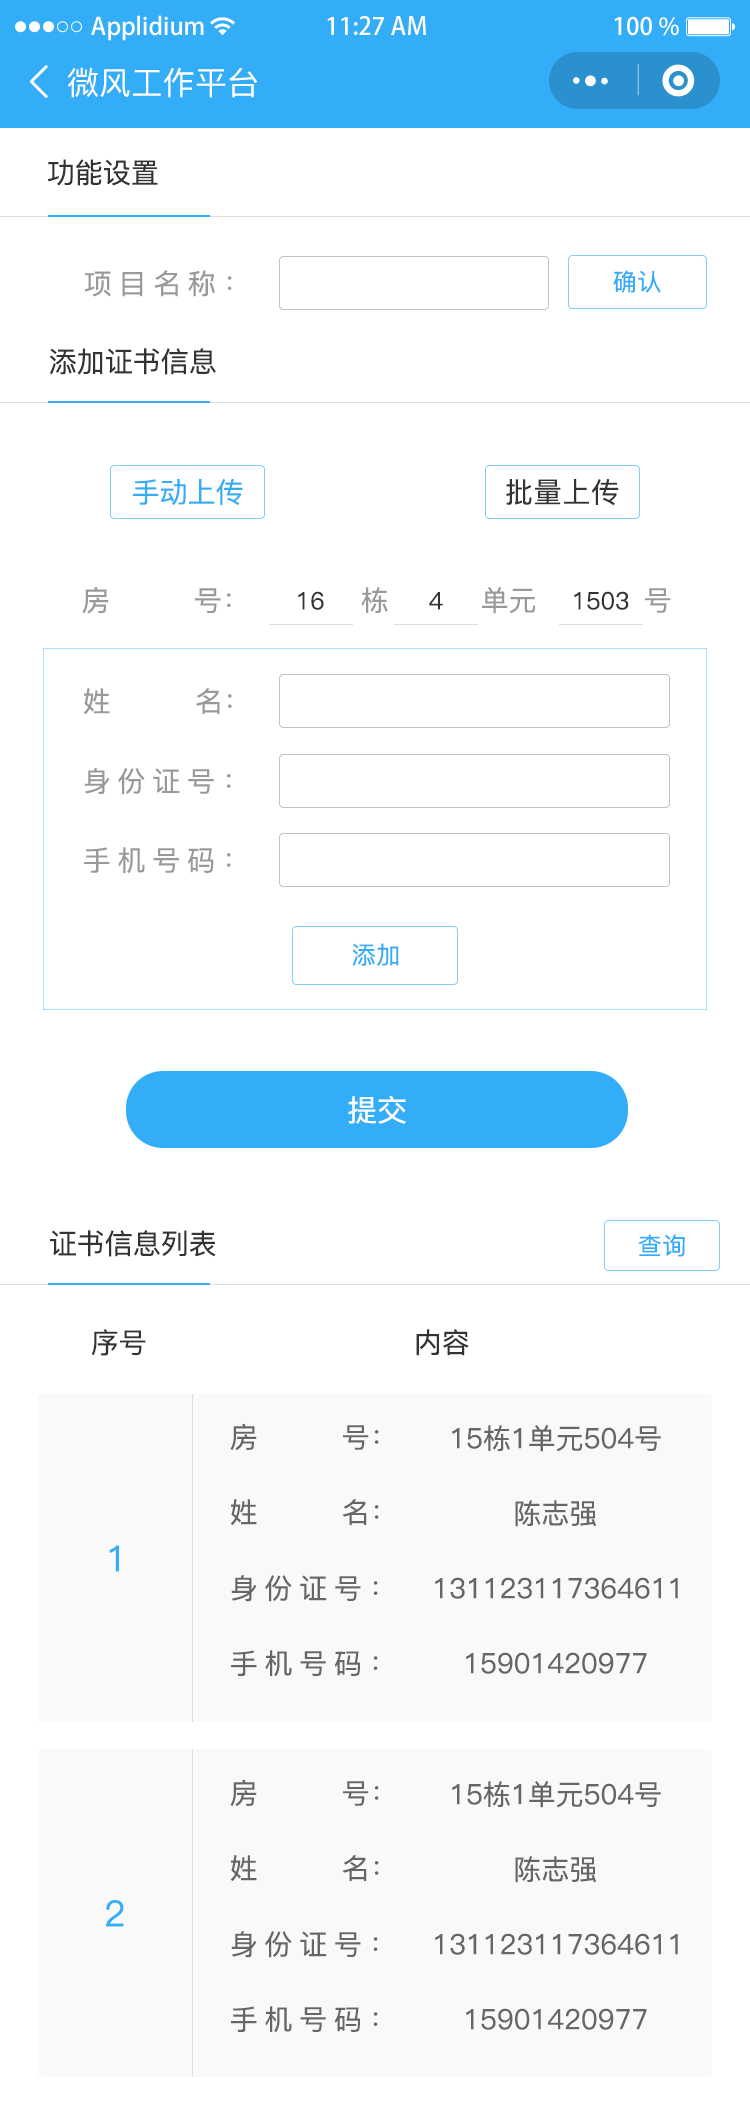 Applidium 11:27 AM 100 %
微风工作平台
功能设置
项目名称： 确认
添加证书信息
手动上传 批量上传
房 号： 16 栋 4 单元 1503 号
姓 名：
身份证号：
手机号码：
添加
提交
证书信息列表 查询
序号 内容
房 号： 15栋1单元504号
姓 名： 陈志强
1
身份证号： 131123117364611
手机号码： 15901420977
房 号： 15栋1单元504号
姓 名： 陈志强
2
身份证号： 131123117364611
手机号码： 15901420977